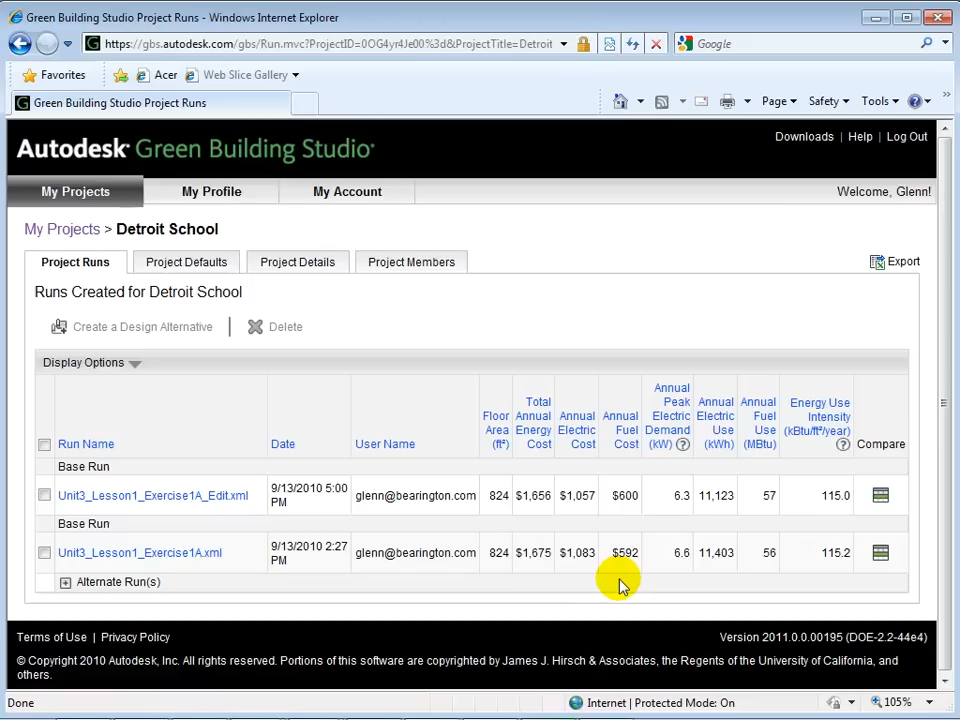 Green Building Studio Project Runs - Windows Internet Explorer
https://gbs.autodesk.com/gbs/Run.mvc?ProjectID=0OG4yr4Je00%3d&ProjectTitle=Detroit
Google
Favorites Acer Web Slice Gallery
Green Building Studio Project Runs
Page Safety Tools
Autodesk Green Building Studio
Downloads | Help | Log Out
My Projects My Profile My Account Welcome, Glenn!
My Projects > Detroit School
Project Runs Project Defaults Project Details Project Members Export
Runs Created for Detroit School
Create a Design Alternative | Delete
Display Options
Run Name
Date
User Name
Floor
Area
(ft²)
Total
Annual
Energy
Cost
Annual
Electric
Cost
Annual
Fuel
Cost
Annual
Peak
Electric
Demand
(kW) ?
Annual
Electric
Use
(kWh)
Annual
Fuel
Use
(MBtu)
Energy Use
Intensity
(kBtu/ft²/year)
?
Compare
Base Run
Unit3_Lesson1_Exercise1A_Edit.xml 9/13/2010 5:00 PM glenn@bearington.com 824 $1,656 $1,057 $600 6.3 11,123 57 115.0
Base Run
Unit3_Lesson1_Exercise1A.xml 9/13/2010 2:27 PM glenn@bearington.com 824 $1,675 $1,083 $592 6.6 11,403 56 115.2
Alternate Run(s)
Terms of Use | Privacy Policy Version 2011.0.0.00195 (DOE-2.2-44e4)
© Copyright 2010 Autodesk, Inc. All rights reserved. Portions of this software are copyrighted by James J. Hirsch & Associates, the Regents of the University of California, and
others.
Done Internet | Protected Mode: On 105%